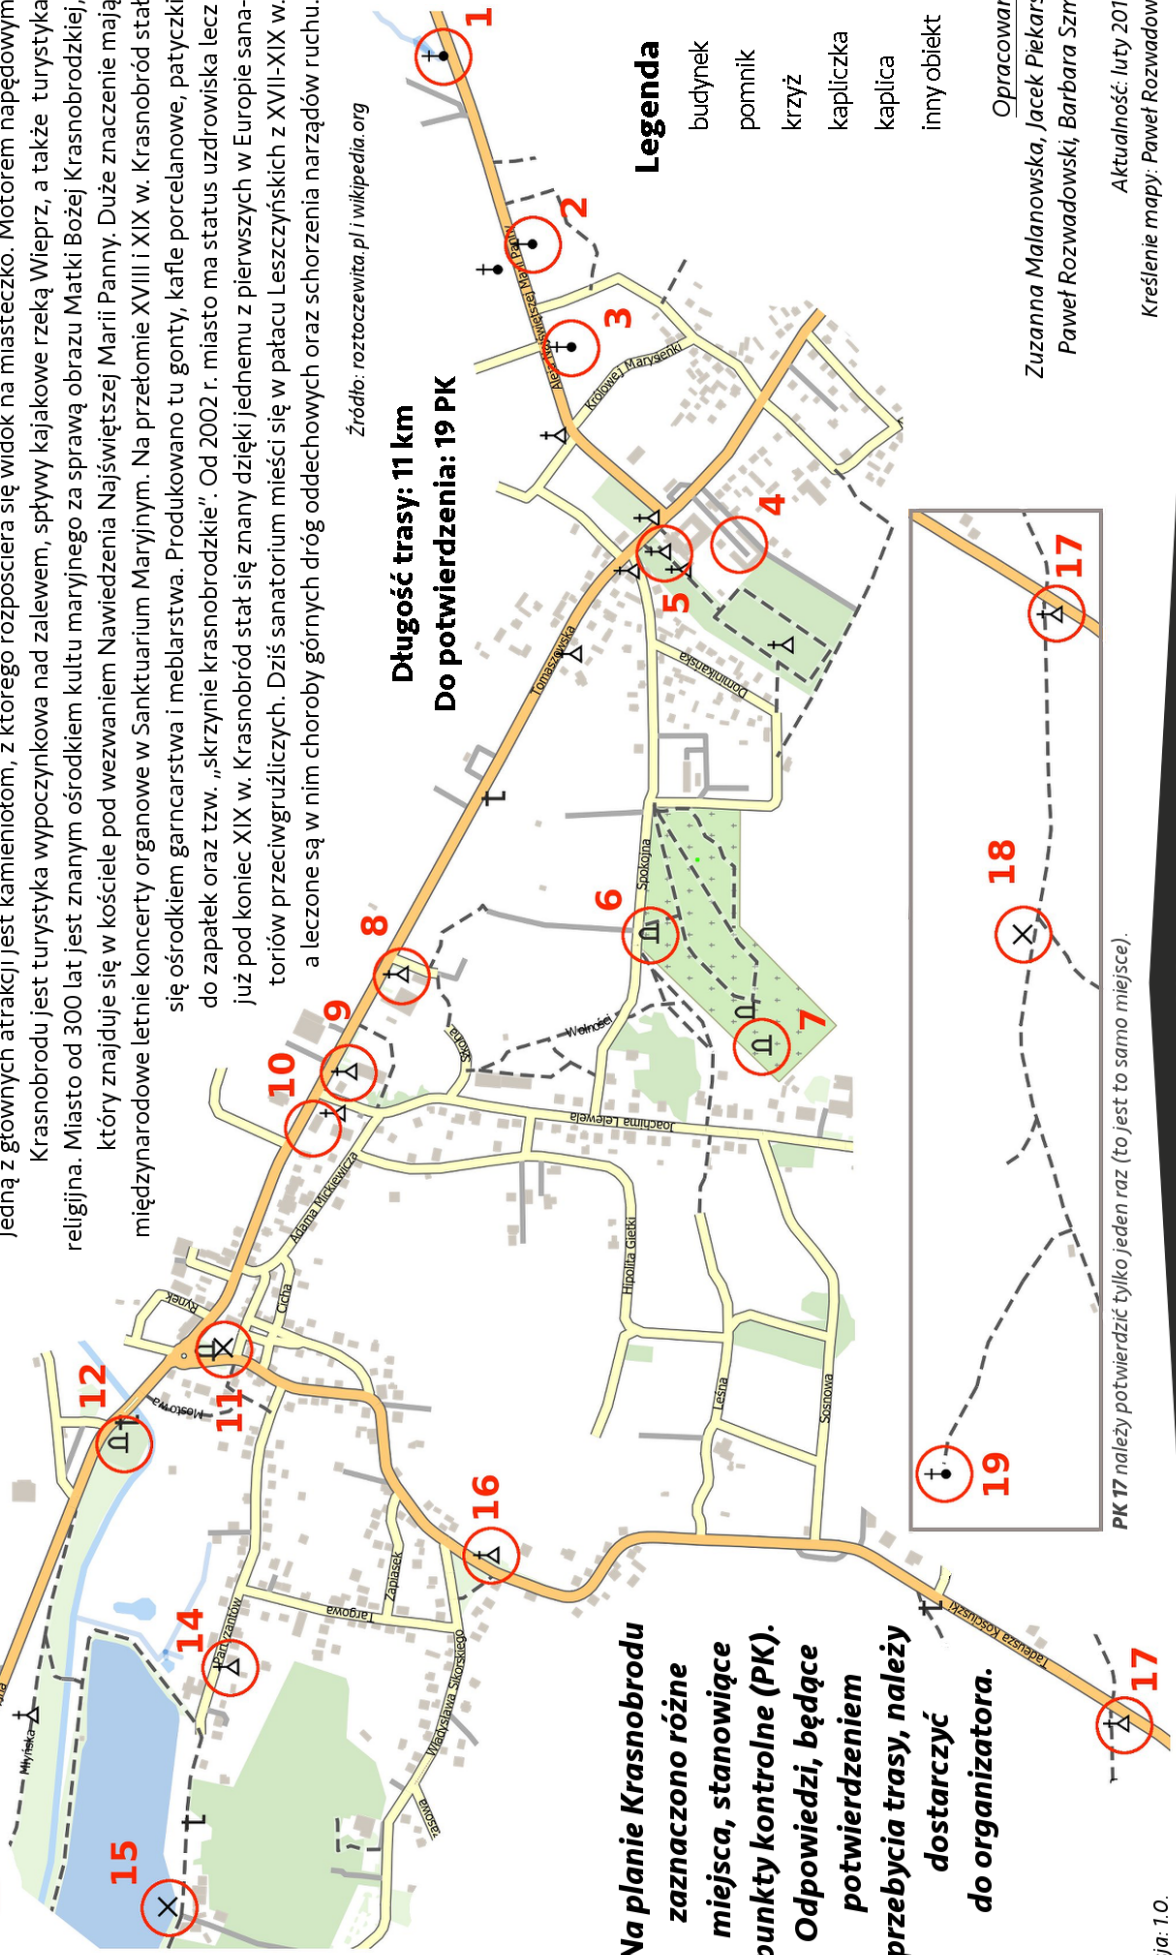 Jedną z głównych atrakcji jest kamieniołom, z którego rozpościera się widok na miasteczko. Motorem napędowym
Krasnobrodu jest turystyka wypoczynkowa nad zalewem, spływy kajakowe rzeką Wieprz, a także turystyka
religijna. Miasto od 300 lat jest znanym ośrodkiem kultu maryjnego za sprawą obrazu Matki Bożej Krasnobrodzkiej,
który znajduje się w kościele pod wezwaniem Nawiedzenia Najświętszej Marii Panny. Duże znaczenie mają
międzynarodowe letnie koncerty organowe w Sanktuarium Maryjnym. Na przełomie XVIII i XIX w. Krasnobród stał
się ośrodkiem garncarstwa i meblarstwa. Produkowano tu gonty, kafle porcelanowe, patyczki
do zapałek oraz tzw. „skrzynie krasnobrodzkie”. Od 2002 r. miasto ma status uzdrowiska lecz
już pod koniec XIX w. Krasnobród stał się znany dzięki jednemu z pierwszych w Europie sana-
toriów przeciwgruźliczych. Dziś sanatorium mieści się w pałacu Leszczyńskich z XVII-XIX w.
a leczone są w nim choroby górnych dróg oddechowych oraz schorzenia narządów ruchu.
Źródło: roztoczewita.pl i wikipedia.org
Długość trasy: 11 km
Do potwierdzenia: 19 PK
Legenda
budynek
pomnik
krzyż
kapliczka
kaplica
inny obiekt
Zuzanna Malanowska, Jacek
Paweł Rozwadowski, Barbara
Aktualność: luty
Kreślenie mapy: Paweł
1
2
3
4
5
6
7
8
9
10
11
12
14
15
16
17
17
18
19
Królowej Marysieńki
Tomaszowska
Dominikańska
Spokojna
Wolności
Szkolna
Joachima Lelewela
Adama Mickiewicza
Hipolita Gietki
Cicha
Rynek
Mostowa
Leśna
Sosnowa
Partyzantów
Targowa
Zapiasek
Władysława Sikorskiego
Młyńska
Tadeusza Kościuszki
Na planie Krasnobrodu
zaznaczono różne
miejsca, stanowiące
punkty kontrolne (PK).
Odpowiedzi, będące
potwierdzeniem
przebycia trasy, należy
dostarczyć
do organizatora.
PK 17 należy potwierdzić tylko jeden raz (to jest to samo miejsce).
1.0.